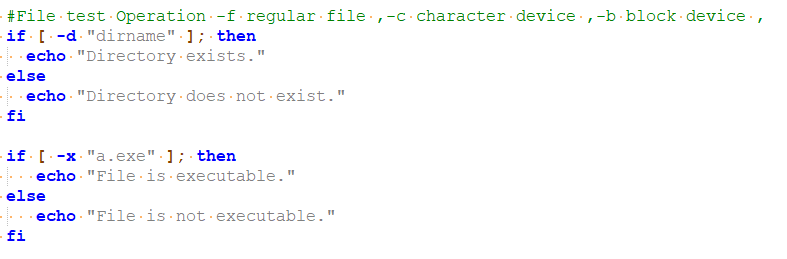 #File test Operation -f regular file ,-c character device ,-b block device ,
if [ -d "dirname" ]; then
  echo "Directory exists."
else
  echo "Directory does not exist."
fi

if [ -x "a.exe" ]; then
   echo "File is executable."
else
   echo "File is not executable."
fi